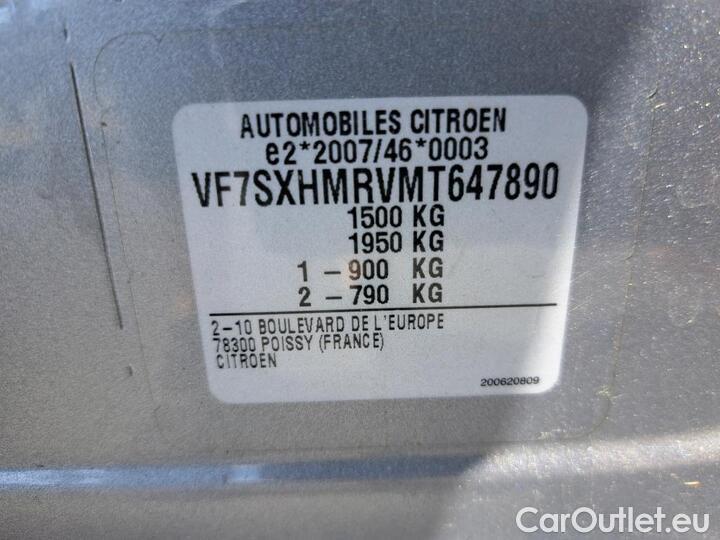 AUTOMOBILES CITROEN
e2*2007/46*0003
VF7SXHMRVMT647890
1500 KG
1950 KG
1 - 900 KG
2 - 790 KG
2-10 BOULEVARD DE L'EUROPE
78300 POISSY (FRANCE)
CITROEN
200620809
CarOutlet.eu